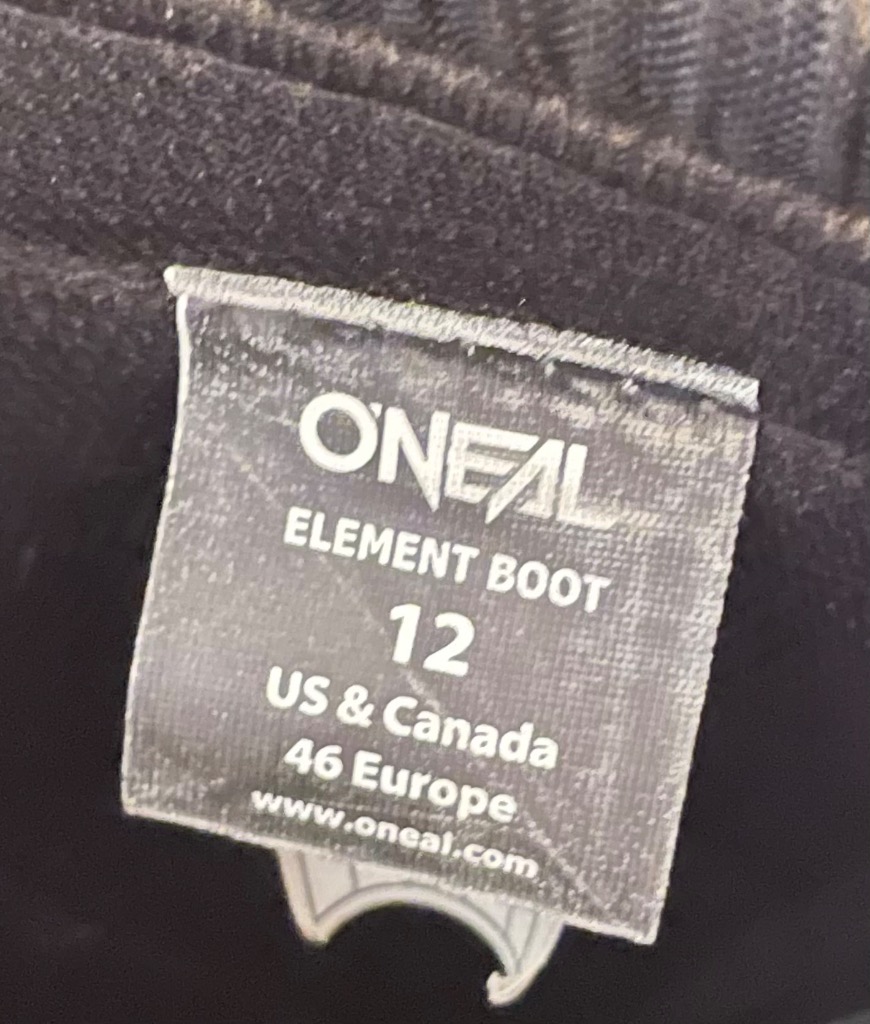 O'NEAL
ELEMENT BOOT
12
US & Canada
46 Europe
www.oneal.com